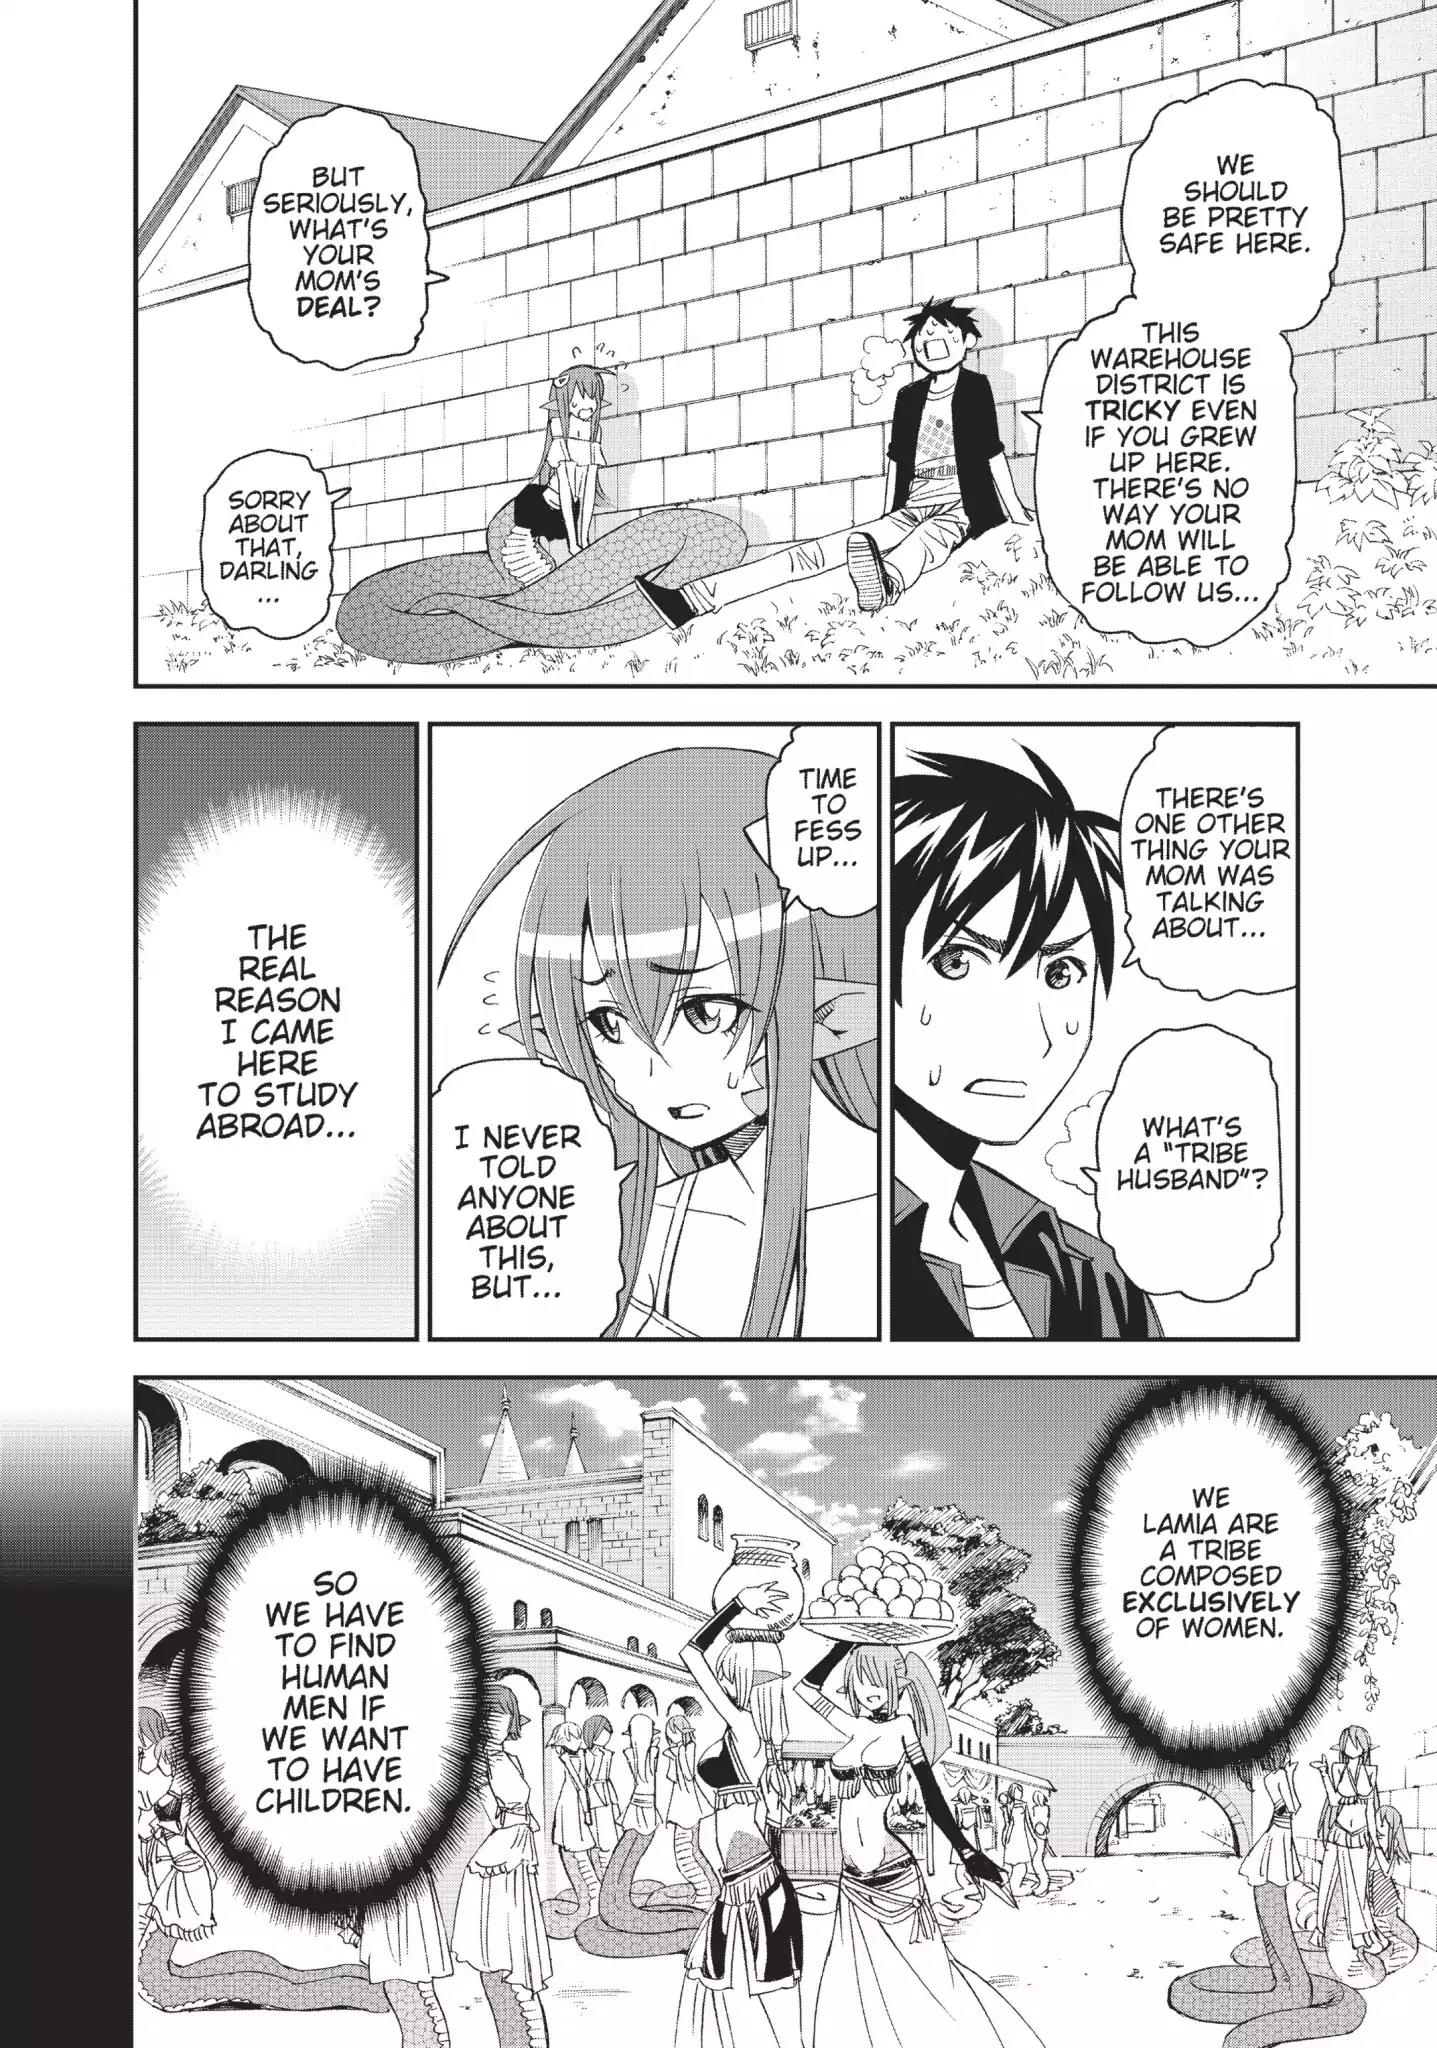 WE
SHOULD
BE PRETTY
SAFE HERE.
THIS
WAREHOUSE
DISTRICT IS
TRICKY EVEN
IF YOU GREW
UP HERE.
THERE'S NO
WAY YOUR
MOM WILL
BE ABLE TO
FOLLOW US...
BUT
SERIOUSLY,
WHAT'S
YOUR
MOM'S
DEAL?
SORRY
ABOUT
THAT,
DARLING
...
THERE'S
ONE OTHER
THING YOUR
MOM WAS
TALKING
ABOUT...
WHAT'S
A "TRIBE
HUSBAND"?
TIME
TO
FESS
UP...
I NEVER
TOLD
ANYONE
ABOUT
THIS,
BUT...
THE
REAL
REASON
I CAME
HERE
TO STUDY
ABROAD...
WE
LAMIA ARE
A TRIBE
COMPOSED
EXCLUSIVELY
OF WOMEN.
SO
WE HAVE
TO FIND
HUMAN
MEN IF
WE WANT
TO HAVE
CHILDREN.